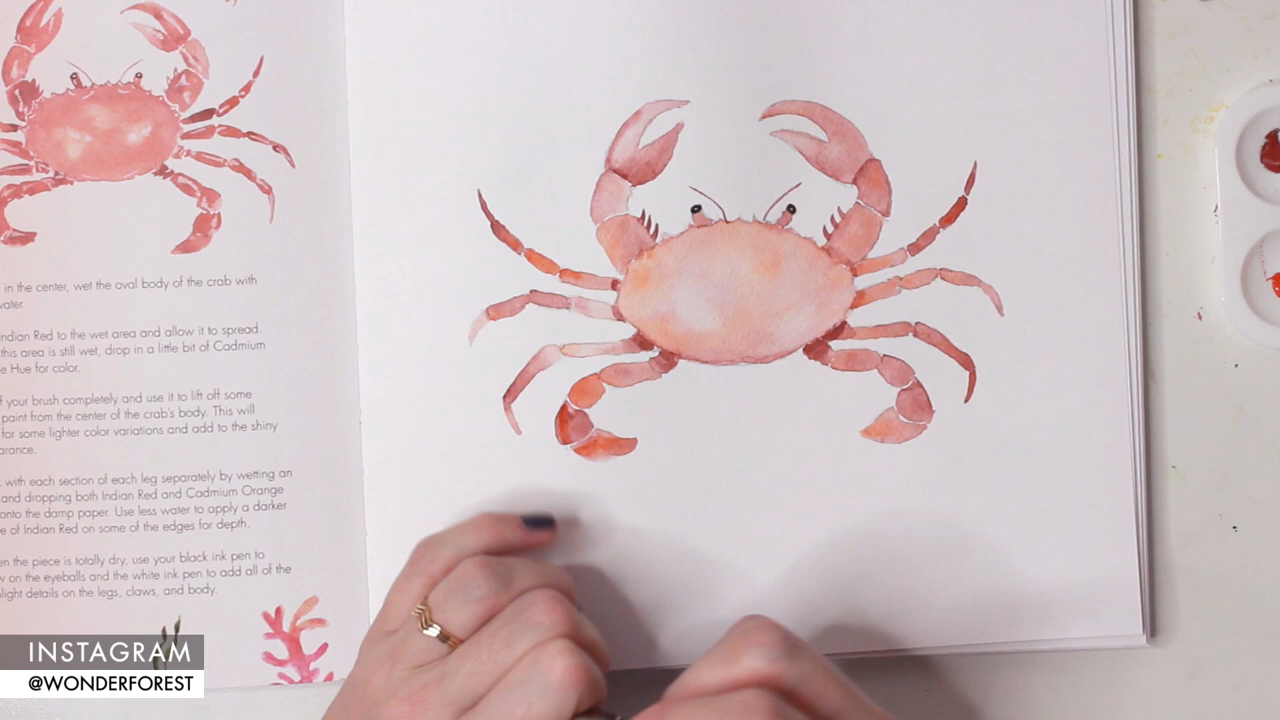 in the center, wet the oval body of the crab with
water.
Indian Red to the wet area and allow it to spread.
this area is still wet, drop in a little bit of Cadmium
Hue for color.
your brush completely and use it to lift off some
paint from the center of the crab's body. This will
for some lighter color variations and add to the shiny
with each section of each leg separately by wetting an
and dropping both Indian Red and Cadmium Orange
onto the damp paper. Use less water to apply a darker
of Indian Red on some of the edges for depth.
the piece is totally dry, use your black ink pen to
on the eyeballs and the white ink pen to add all of the
details on the legs, claws, and body.
INSTAGRAM
@WONDERFOREST